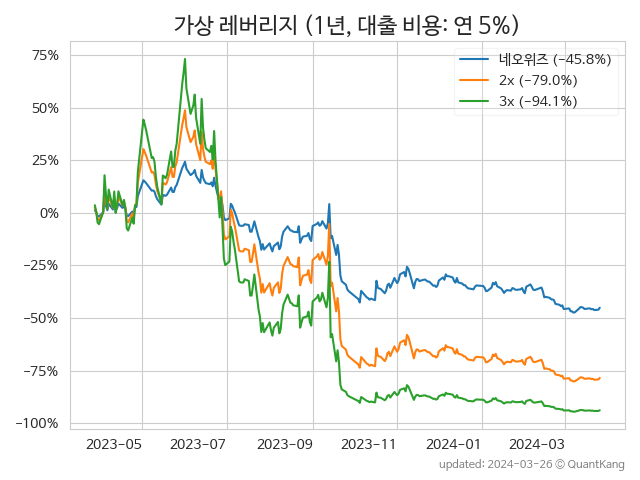 가상 레버리지 (1년, 대출 비용: 연 5%)
네오위즈 (−45.8%)
2x (−79.0%)
3x (−94.1%)
75%
50%
25%
0%
−25%
−50%
−75%
−100%
2023-05 2023-07 2023-09 2023-11 2024-01 2024-03
updated: 2024-03-26 © QuantKang